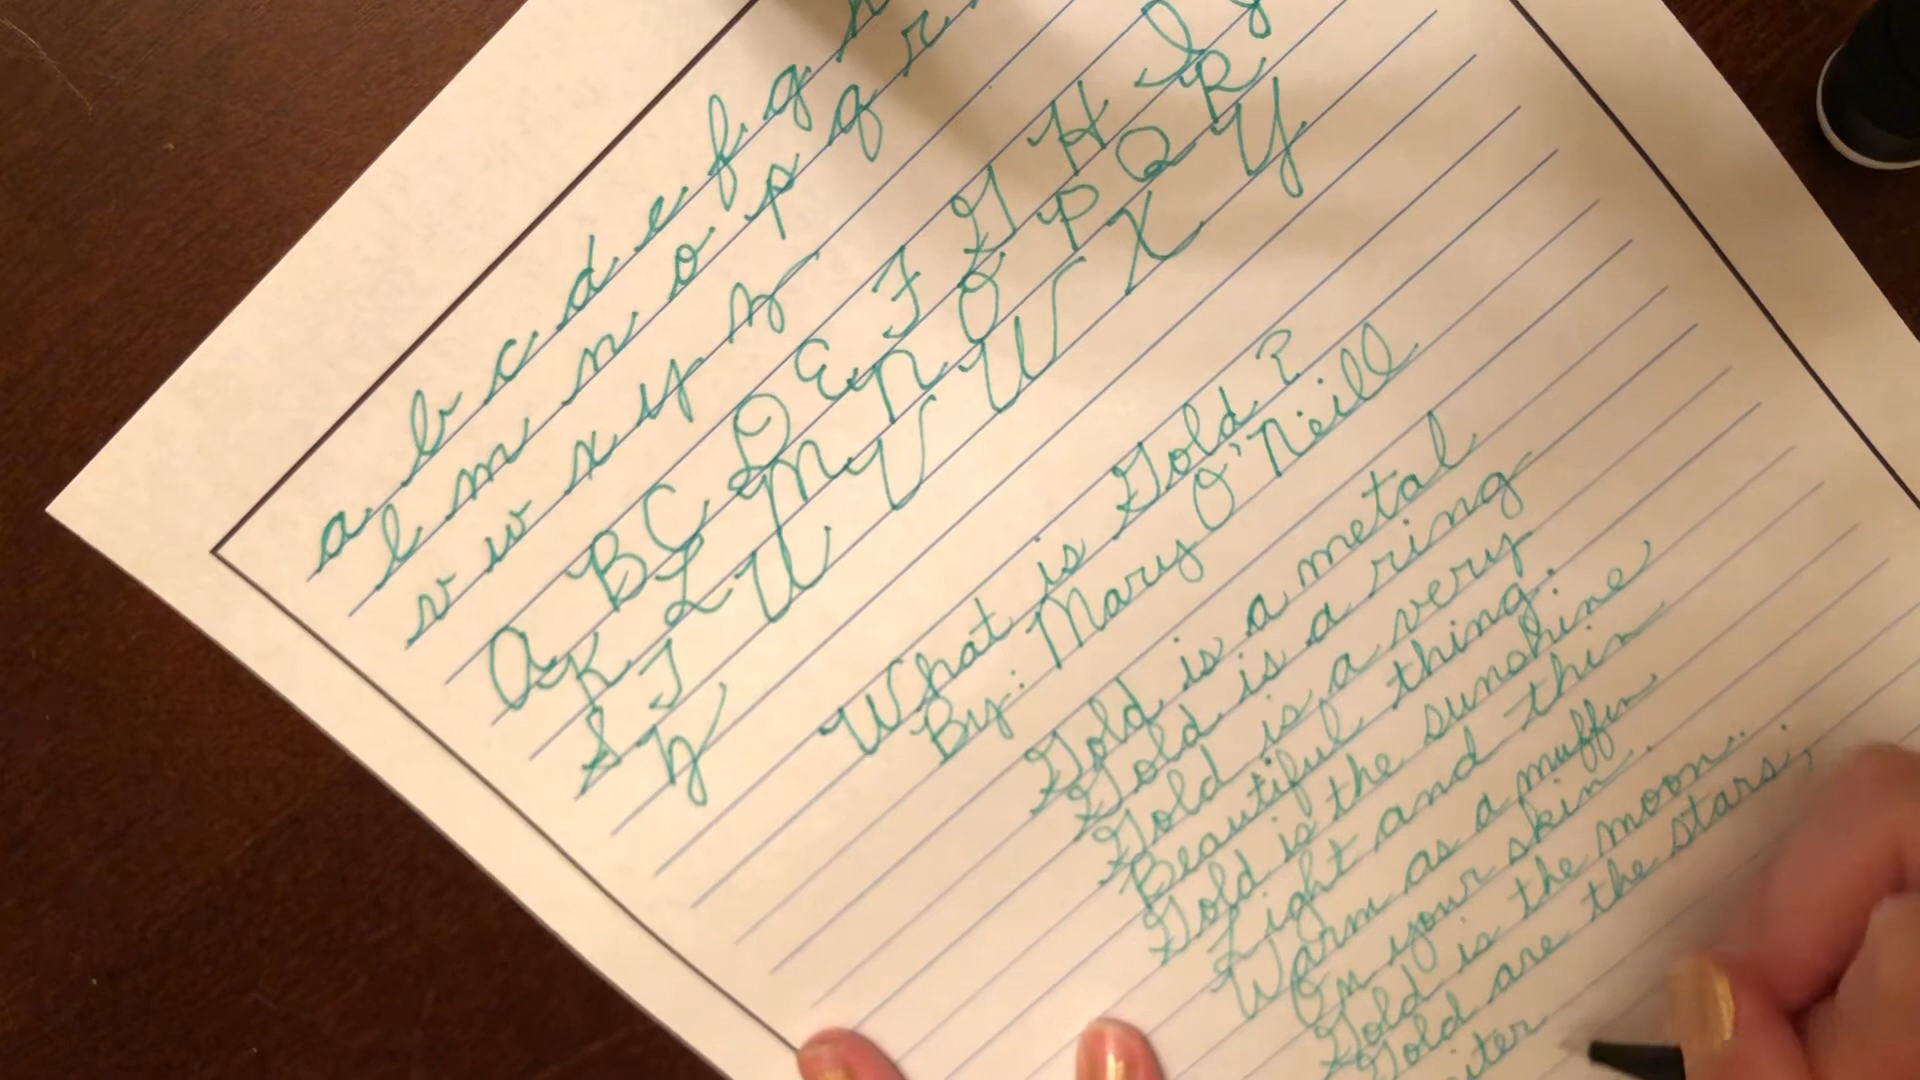 a b c d e f g h
l m n o p q r
v w x y z
A B C D E F G H I J
K L M N O P Q R
S T U V W X Y
Z
What is Gold?
By: Mary O'Neill
Gold is a metal
Gold is a ring
Gold is a very
Beautiful thing.
Gold is the sunshine
Light and thin
Warm as a muffin
On your skin.
Gold is the moon.
Gold are the stars;